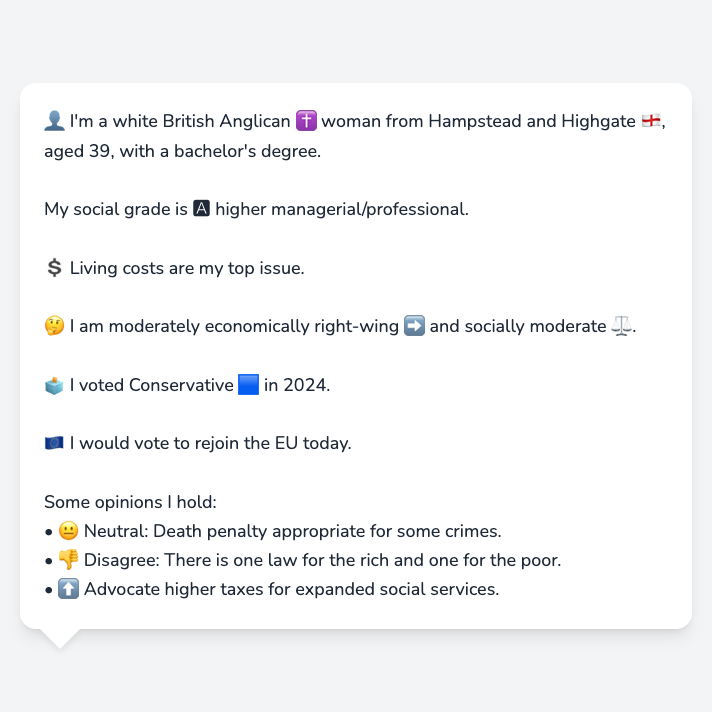 👤 I'm a white British Anglican ✝️ woman from Hampstead and Highgate 🏴󠁧󠁢󠁥󠁮󠁧󠁿,
aged 39, with a bachelor's degree.
My social grade is 🅰 higher managerial/professional.
💲 Living costs are my top issue.
🤔 I am moderately economically right-wing ➡️ and socially moderate ⚖️.
🗳️ I voted Conservative 🟦 in 2024.
🇪🇺 I would vote to rejoin the EU today.
Some opinions I hold:
• 😐 Neutral: Death penalty appropriate for some crimes.
• 👎 Disagree: There is one law for the rich and one for the poor.
• ⬆️ Advocate higher taxes for expanded social services.